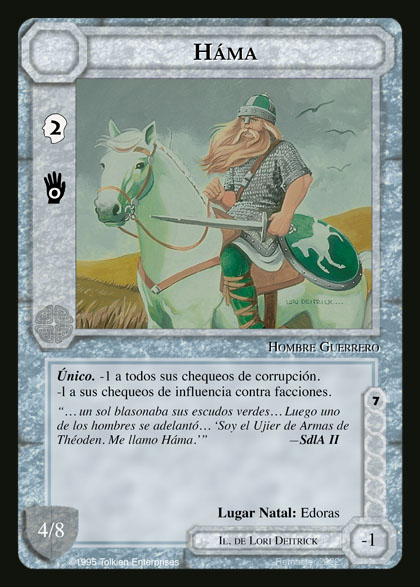 HÁMA
2
LORI DEITRICK
HOMBRE GUERRERO
Único. -1 a todos sus chequeos de corrupción.
-1 a sus chequeos de influencia contra facciones.
7
“… un sol blasonaba sus escudos verdes… Luego uno
de los hombres se adelantó… ‘Soy el Ujier de Armas de
Théoden. Me llamo Háma.’” —SdlA II
Lugar Natal: Edoras
4/8
IL. DE LORI DEITRICK
-1
©1995 Tolkien Enterprises